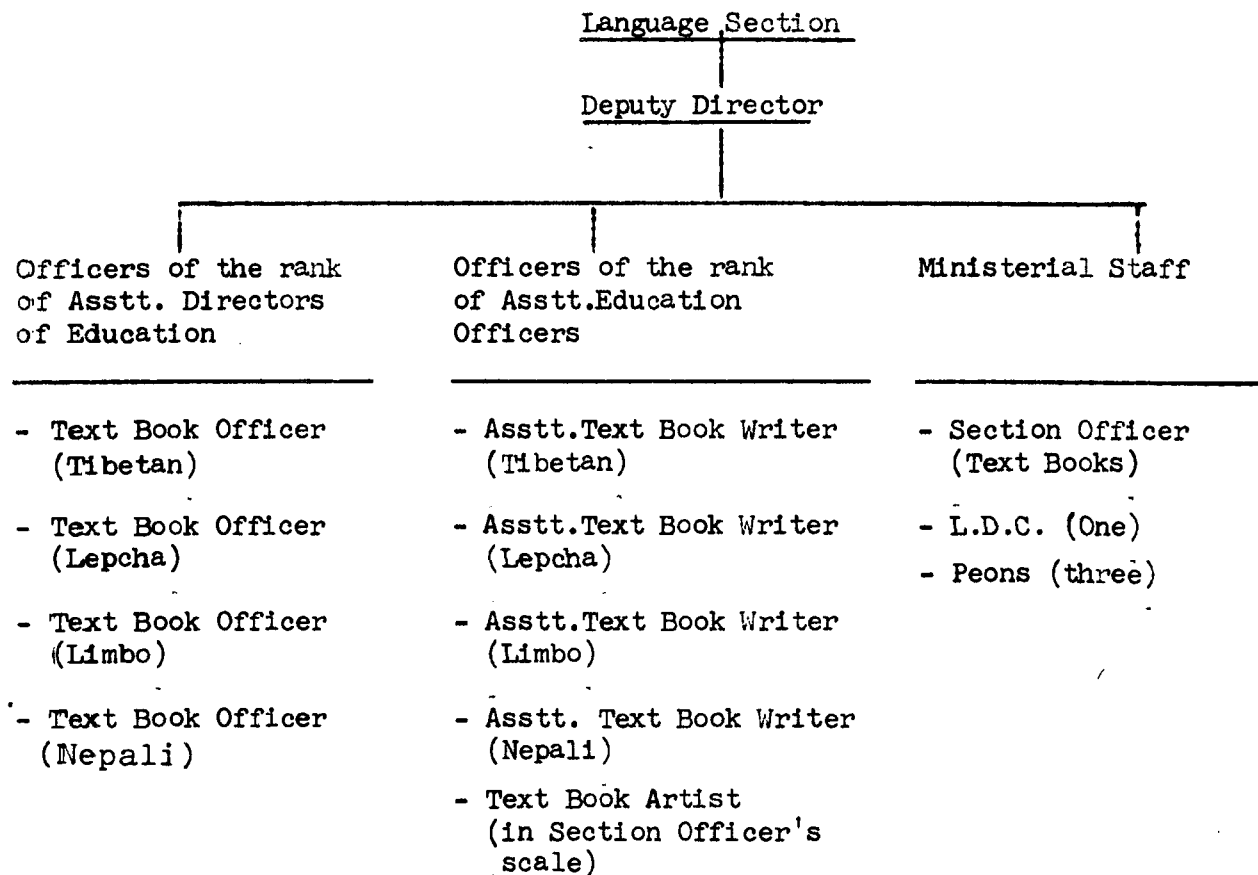 Language Section
Deputy Director
Officers of the rank
of Asstt. Directors
of Education
- Text Book Officer
(Tibetan)
- Text Book Officer
(Lepcha)
- Text Book Officer
(Limbo)
- Text Book Officer
(Nepali)
Officers of the rank
of Asstt.Education
Officers
- Asstt.Text Book Writer
(Tibetan)
- Asstt.Text Book Writer
(Lepcha)
- Asstt.Text Book Writer
(Limbo)
- Asstt. Text Book Writer
(Nepali)
- Text Book Artist
(in Section Officer's
scale)
Ministerial Staff
- Section Officer
(Text Books)
- L.D.C. (One)
- Peons (three)